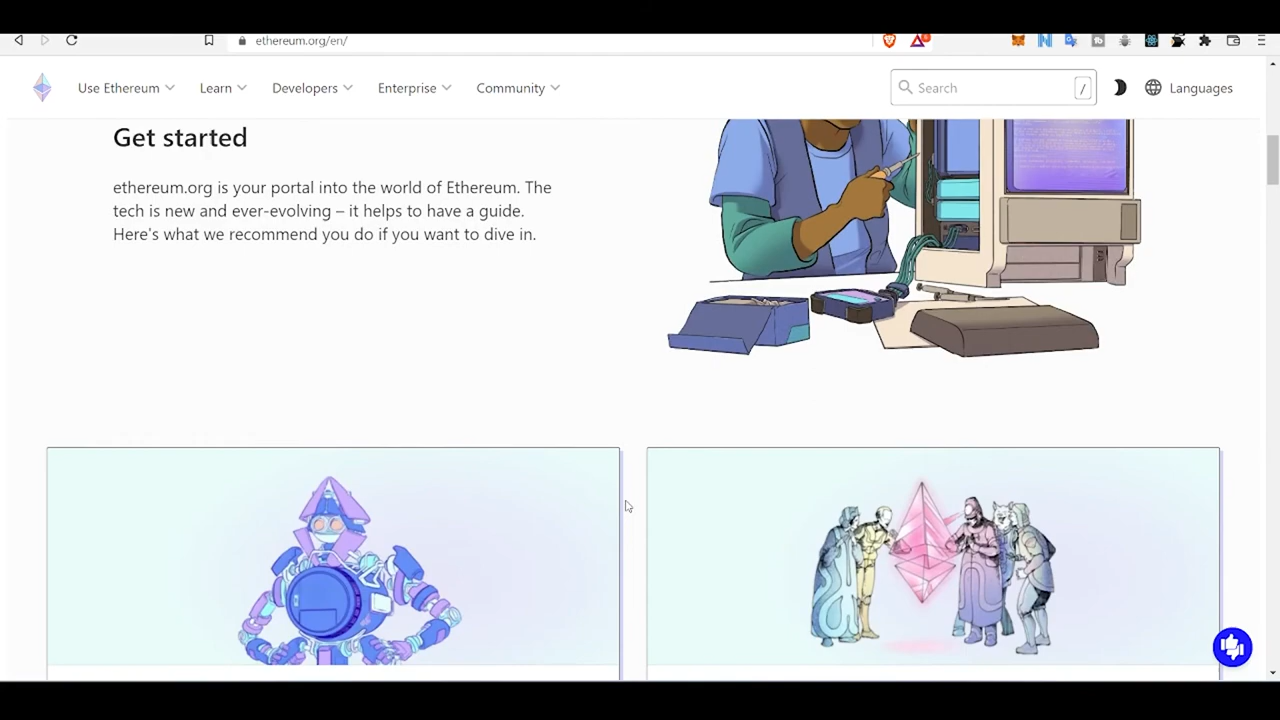 ethereum.org/en/
Use Ethereum Learn Developers Enterprise Community Search / Languages
Get started
ethereum.org is your portal into the world of Ethereum. The
tech is new and ever-evolving – it helps to have a guide.
Here's what we recommend you do if you want to dive in.